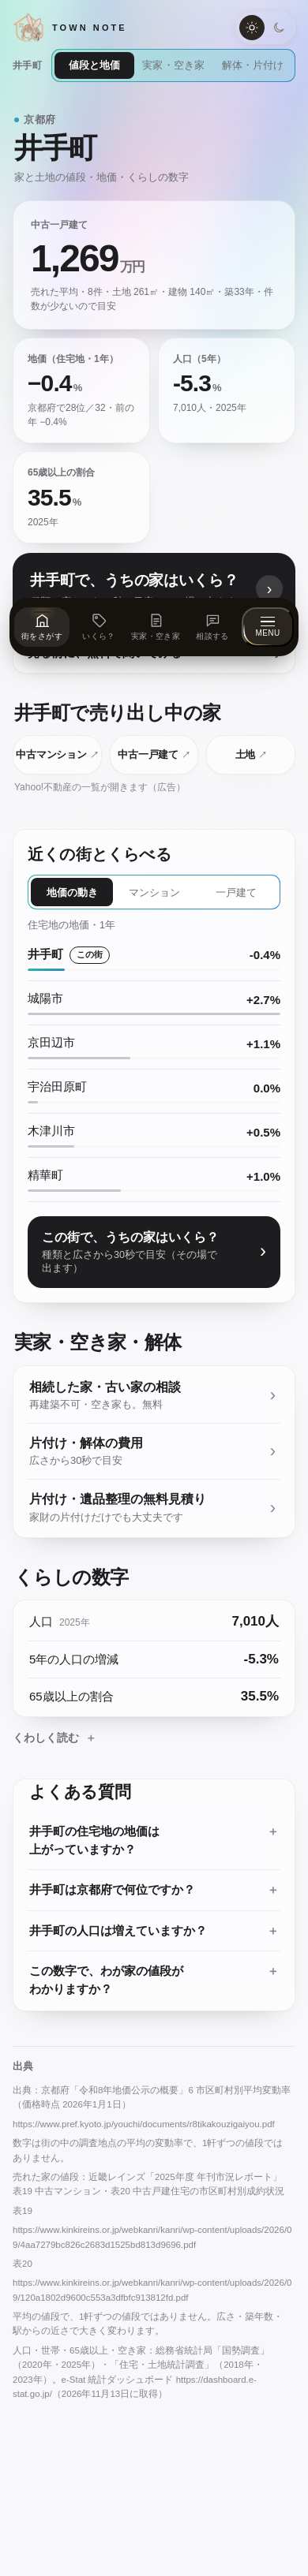 TOWN NOTE
井手町
値段と地価
実家・空き家
解体・片付け
京都府
井手町
家と土地の値段・地価・くらしの数字
中古一戸建て
1,269万円
売れた平均・8件・土地 261㎡・建物 140㎡・築33年・件
数が少ないので目安
地価（住宅地・1年）
−0.4%
京都府で28位／32・前の
年 −0.4%
人口（5年）
-5.3%
7,010人・2025年
65歳以上の割合
35.5%
2025年
井手町で、うちの家はいくら？
街をさがす
いくら？
実家・空き家
相談する
MENU
井手町で売り出し中の家
中古マンション ↗
中古一戸建て ↗
土地 ↗
Yahoo!不動産の一覧が開きます（広告）
近くの街とくらべる
地価の動き
マンション
一戸建て
住宅地の地価・1年
井手町 この街 -0.4%
城陽市 +2.7%
京田辺市 +1.1%
宇治田原町 0.0%
木津川市 +0.5%
精華町 +1.0%
この街で、うちの家はいくら？
種類と広さから30秒で目安（その場で
出ます）
実家・空き家・解体
相続した家・古い家の相談
再建築不可・空き家も。無料
片付け・解体の費用
広さから30秒で目安
片付け・遺品整理の無料見積り
家財の片付けだけでも大丈夫です
くらしの数字
人口 2025年 7,010人
5年の人口の増減 -5.3%
65歳以上の割合 35.5%
くわしく読む ＋
よくある質問
井手町の住宅地の地価は
上がっていますか？ +
井手町は京都府で何位ですか？ +
井手町の人口は増えていますか？ +
この数字で、わが家の値段が
わかりますか？ +
出典
出典：京都府「令和8年地価公示の概要」6 市区町村別平均変動率
（価格時点 2026年1月1日）
https://www.pref.kyoto.jp/youchi/documents/r8tikakouzigaiyou.pdf
数字は街の中の調査地点の平均の変動率で、1軒ずつの値段では
ありません。
売れた家の値段：近畿レインズ「2025年度 年刊市況レポート」
表19 中古マンション・表20 中古戸建住宅の市区町村別成約状況
表19
https://www.kinkireins.or.jp/webkanri/kanri/wp-content/uploads/2026/0
9/4aa7279bc826c2683d1525bd813d9696.pdf
表20
https://www.kinkireins.or.jp/webkanri/kanri/wp-content/uploads/2026/0
9/120a1802d9600c553a3dfbfc913812fd.pdf
平均の値段で、1軒ずつの値段ではありません。広さ・築年数・
駅からの近さで大きく変わります。
人口・世帯・65歳以上・空き家：総務省統計局「国勢調査」
（2020年・2025年）・「住宅・土地統計調査」（2018年・
2023年）。e-Stat 統計ダッシュボード https://dashboard.e-
stat.go.jp/（2026年11月13日に取得）